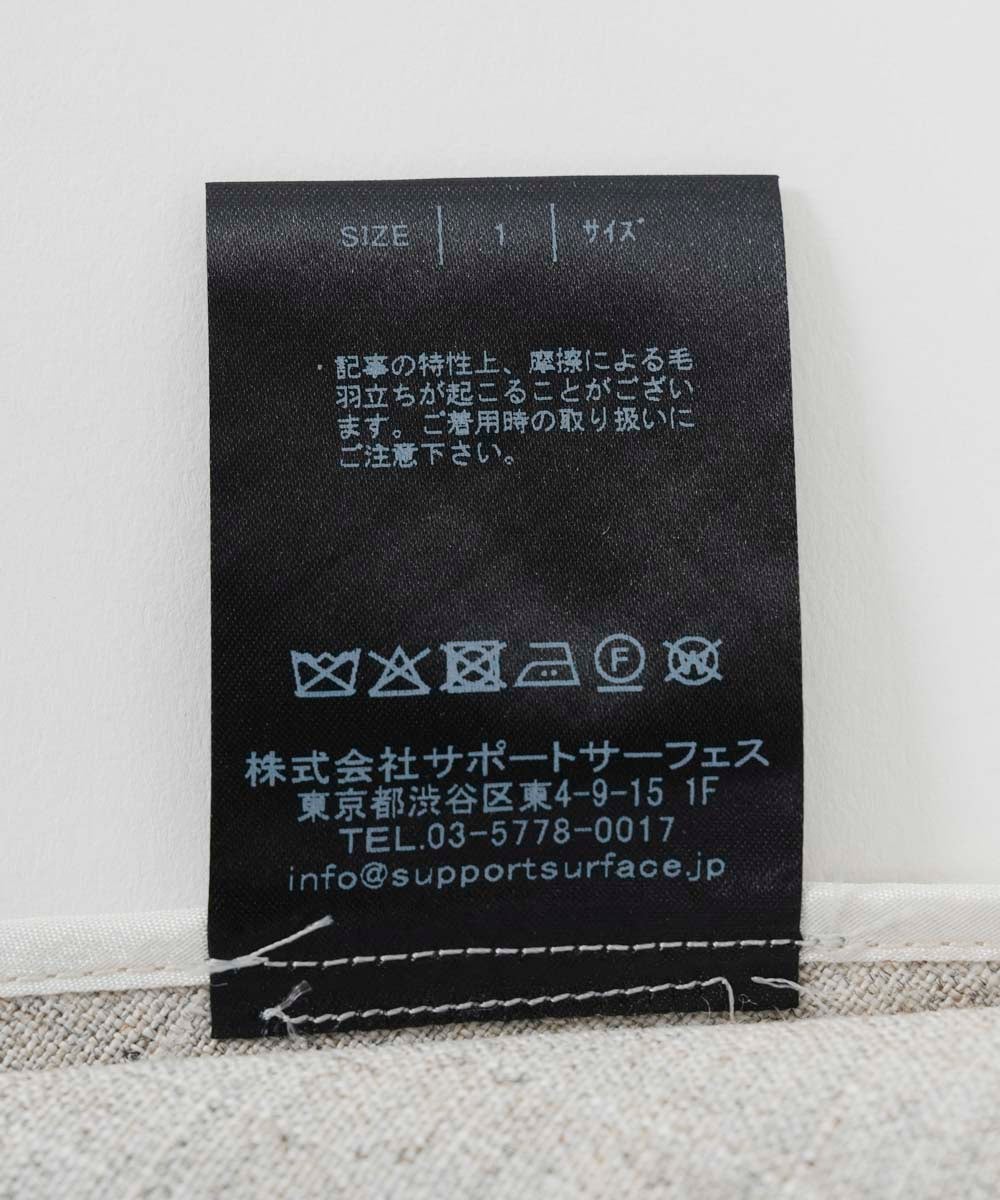 SIZE | 1 | サイズ
・記事の特性上、摩擦による毛
羽立ちが起こることがござい
ます。ご着用時の取り扱いに
ご注意下さい。
F W
株式会社サポートサーフェス
東京都渋谷区東4-9-15 1F
TEL.03-5778-0017
info@supportsurface.jp